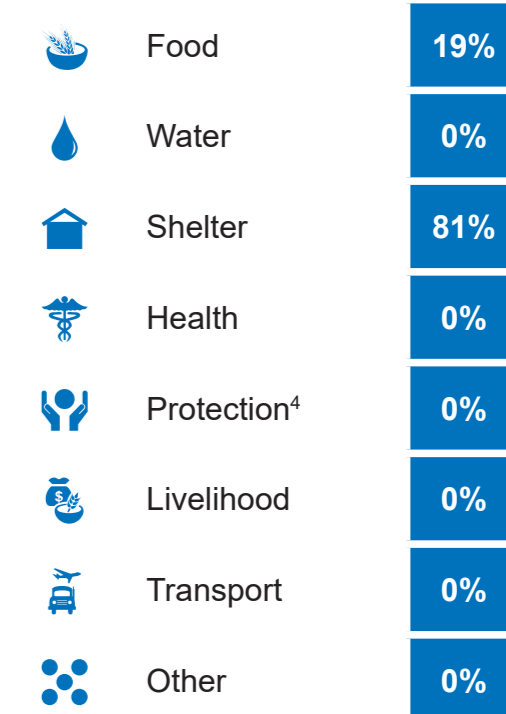 Food 19%
Water 0%
Shelter 81%
Health 0%
Protection⁴ 0%
Livelihood 0%
Transport 0%
Other 0%